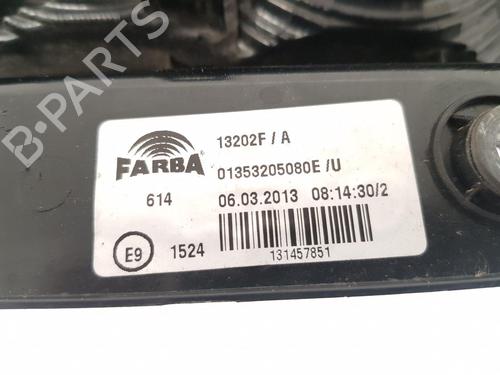 13202F / A
FARBA
01353205080E /U
614
06.03.2013 08:14:30/2
E9
1524
131457851
B-PARTS